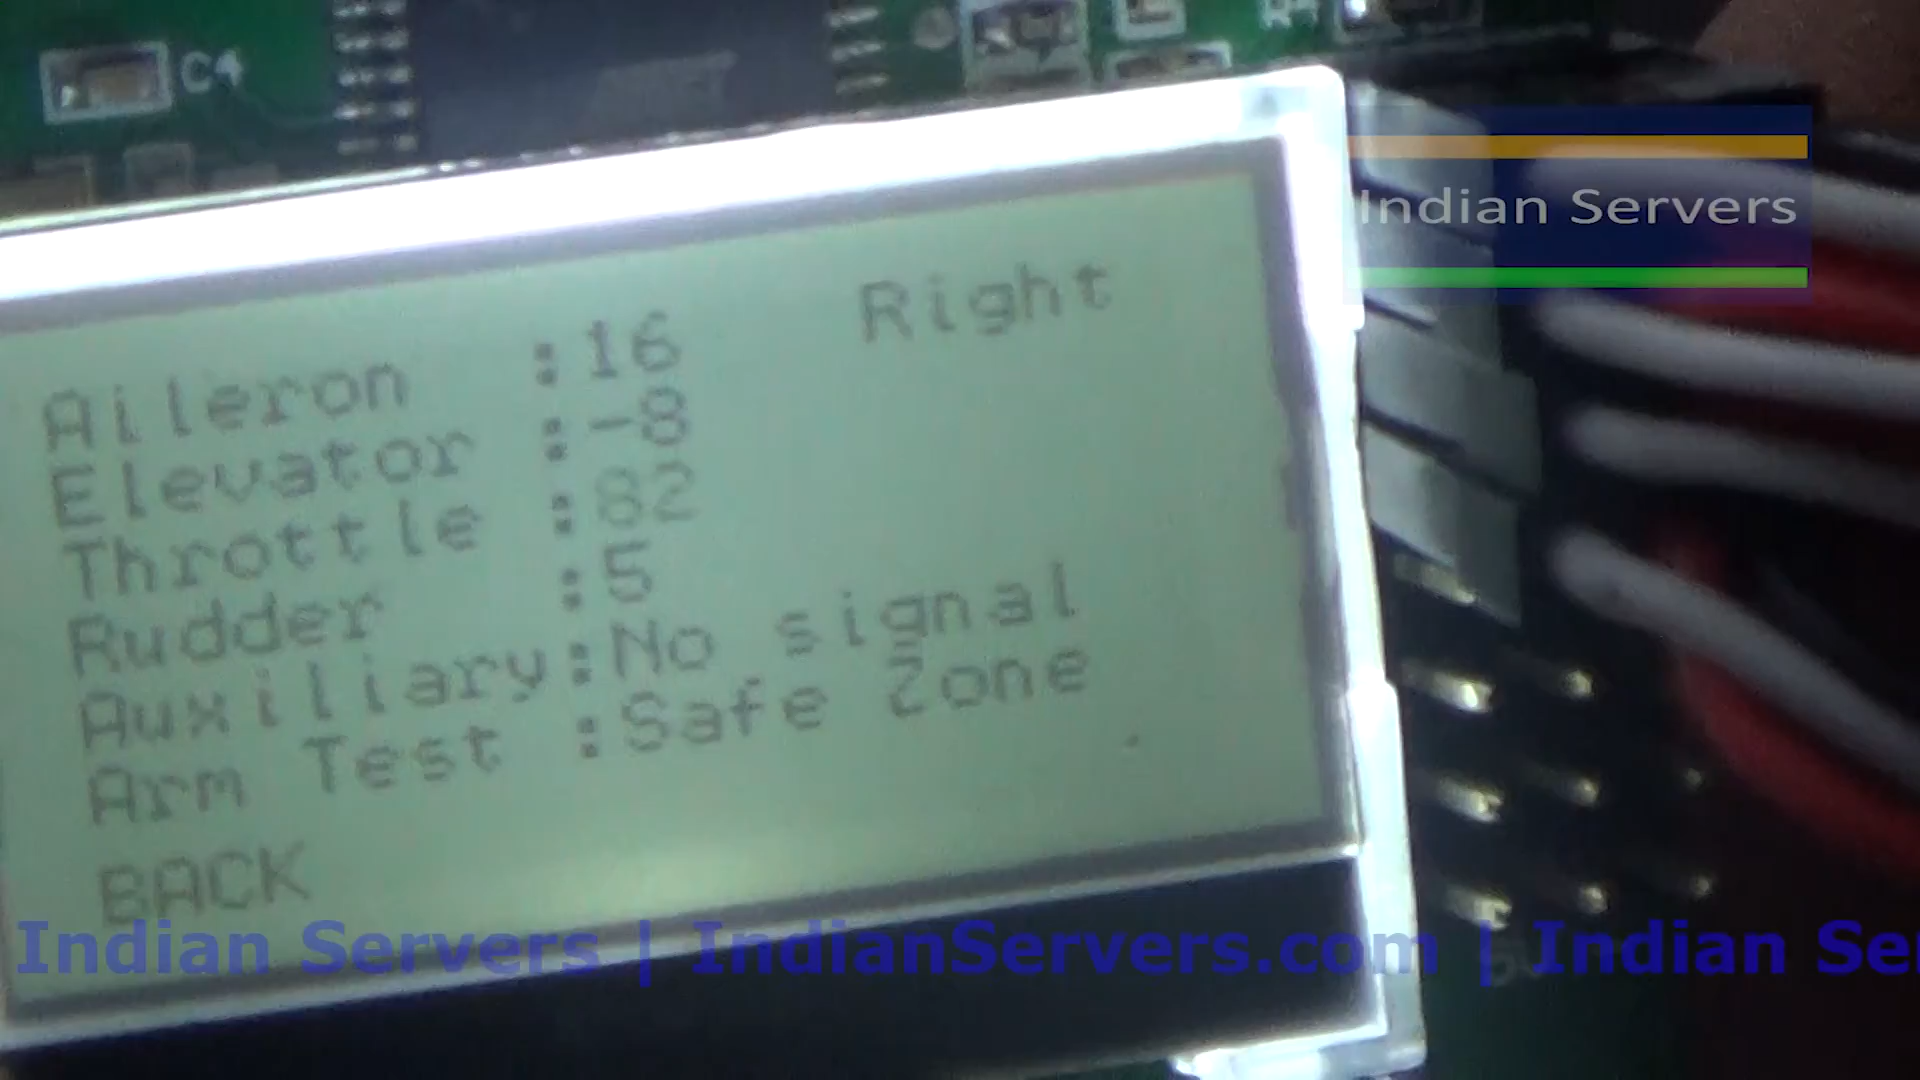 C4
Indian Servers
Aileron :16 Right
Elevator :-8
Throttle :82
Rudder :5
Auxiliary:No signal
Arm Test :Safe Zone
BACK
Indian Servers | IndianServers.com | Indian Se